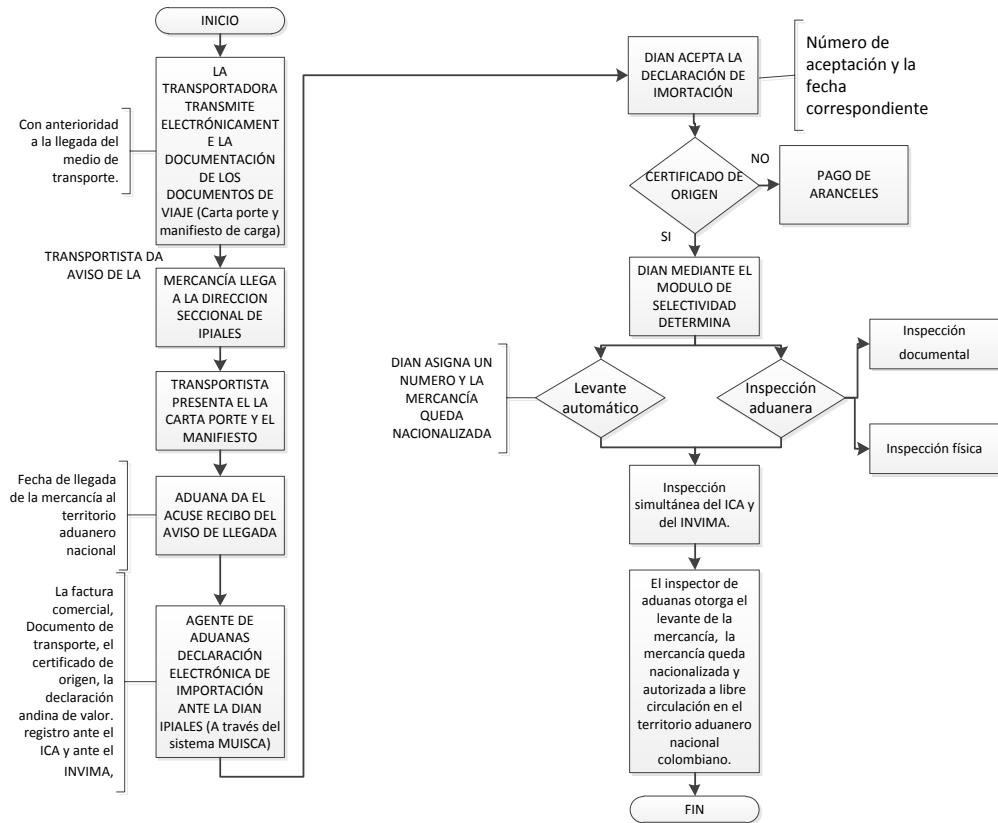 INICIO
LA
TRANSPORTADORA
TRANSMITE
ELECTRÓNICAMENT
E LA
DOCUMENTACIÓN
DE LOS
DOCUMENTOS DE
VIAJE (Carta porte y
manifiesto de carga)
Con anterioridad
a la llegada del
medio de
transporte.
TRANSPORTISTA DA
AVISO DE LA
MERCANCÍA LLEGA
A LA DIRECCION
SECCIONAL DE
IPIALES
TRANSPORTISTA
PRESENTA EL LA
CARTA PORTE Y EL
MANIFIESTO
Fecha de llegada
de la mercancía al
territorio
aduanero
nacional
ADUANA DA EL
ACUSE RECIBO DEL
AVISO DE LLEGADA
La factura
comercial,
Documento de
transporte, el
certificado de
origen, la
declaración
andina de valor.
registro ante el
ICA y ante el
INVIMA,
AGENTE DE
ADUANAS
DECLARACIÓN
ELECTRÓNICA DE
IMPORTACIÓN
ANTE LA DIAN
IPIALES (A través del
sistema MUISCA)
DIAN ACEPTA LA
DECLARACIÓN DE
IMORTACIÓN
Número de
aceptación y la
fecha
correspondiente
CERTIFICADO DE
ORIGEN
NO
PAGO DE
ARANCELES
SI
DIAN MEDIANTE EL
MODULO DE
SELECTIVIDAD
DETERMINA
DIAN ASIGNA UN
NUMERO Y LA
MERCANCÍA
QUEDA
NACIONALIZADA
Levante
automático
Inspección
aduanera
Inspección
documental
Inspección física
Inspección
simultánea del ICA y
del INVIMA.
El inspector de
aduanas otorga el
levante de la
mercancía, la
mercancía queda
nacionalizada y
autorizada a libre
circulación en el
territorio aduanero
nacional
colombiano.
FIN